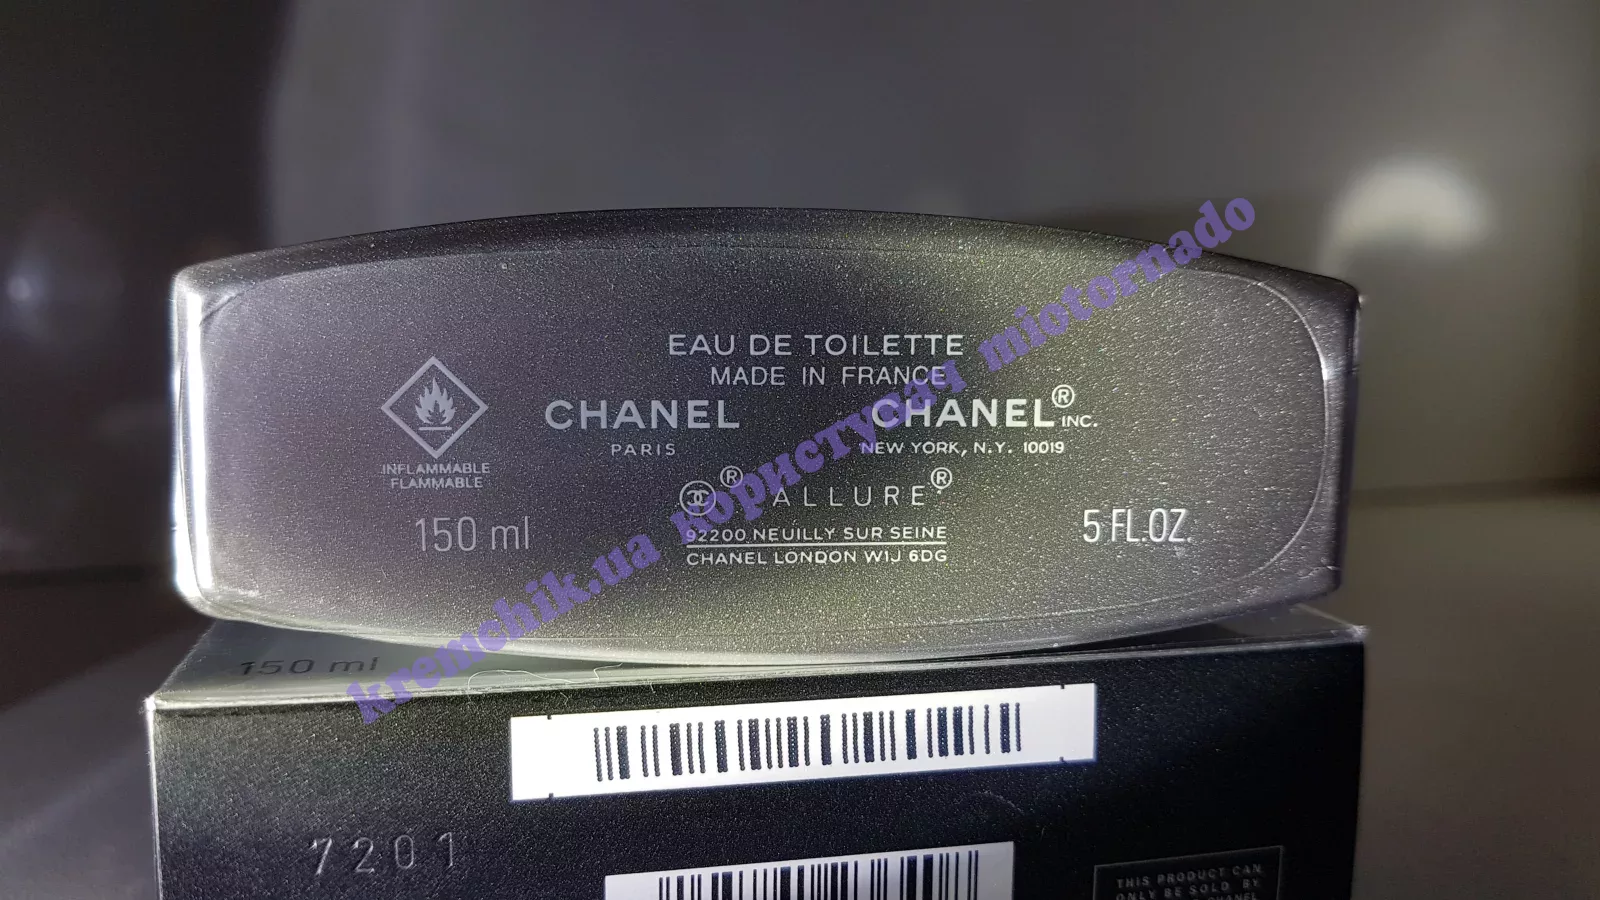 EAU DE TOILETTE
MADE IN FRANCE
CHANEL
PARIS
CHANEL® INC.
NEW YORK, N.Y. 10019
INFLAMMABLE
FLAMMABLE
® ALLURE®
150 ml
5 FL.OZ.
92200 NEUILLY SUR SEINE
CHANEL LONDON W1J 6DG
kremchik.ua користувач miotornado
150 ml
7201
THIS PRODUCT CAN
ONLY BE SOLD BY
CHANEL